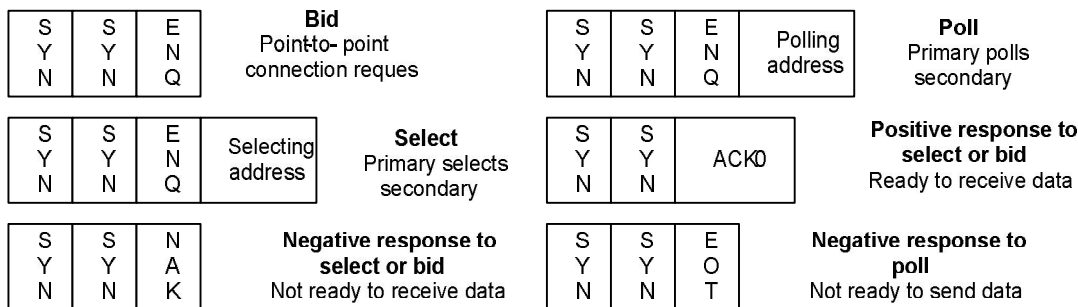 S S E
Y Y N
N N Q
Bid
Point-to- point
connection reques
S S E
Y Y N
N N Q
Polling
address
Poll
Primary polls
secondary
S S E
Y Y N
N N Q
Selecting
address
Select
Primary selects
secondary
S S
Y Y
N N
ACK0
Positive response to
select or bid
Ready to receive data
S S N
Y Y A
N N K
Negative response to
select or bid
Not ready to receive data
S S E
Y Y O
N N T
Negative response to
poll
Not ready to send data